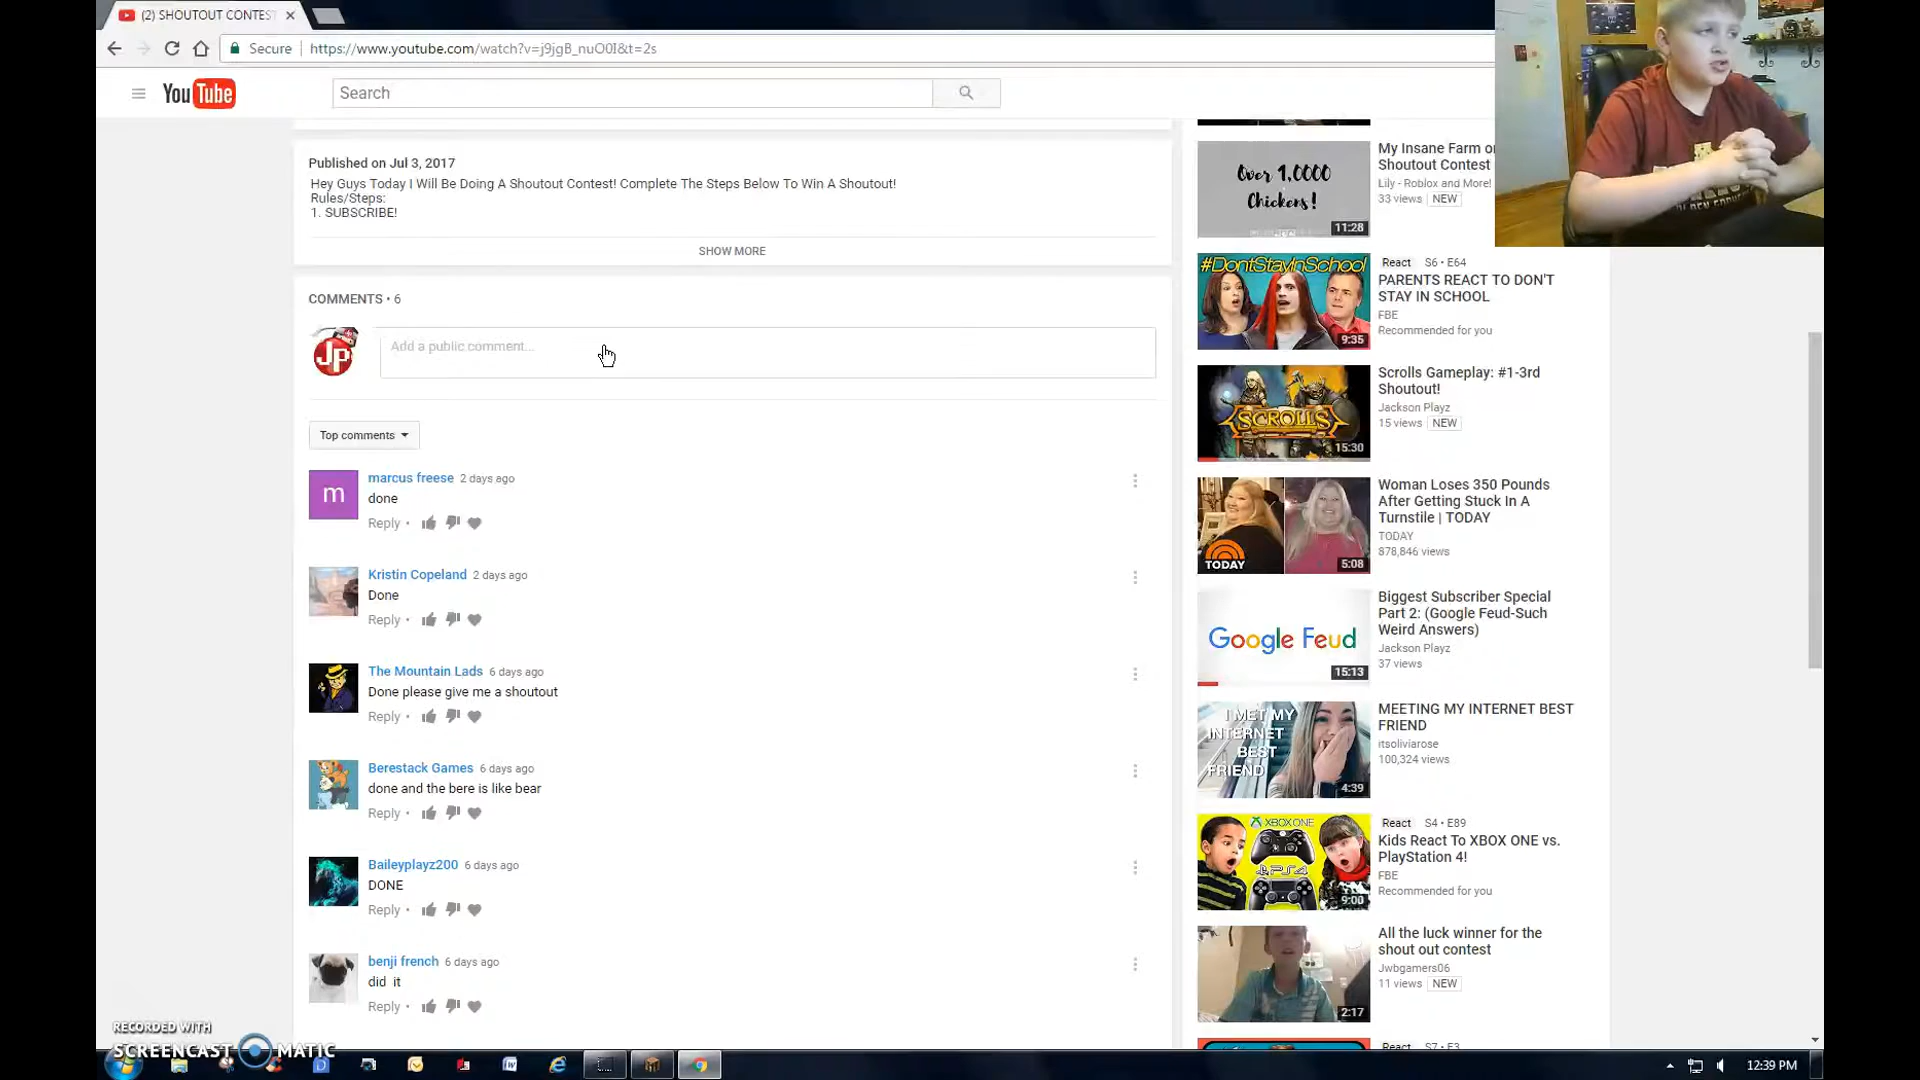 (2) SHOUTOUT CONTES
Secure
https://www.youtube.com/watch?v=j9jgB_nuO0I&t=2s
YouTube
Search
Published on Jul 3, 2017
Hey Guys Today I Will Be Doing A Shoutout Contest! Complete The Steps Below To Win A Shoutout!
Rules/Steps:
1. SUBSCRIBE!
SHOW MORE
COMMENTS • 6
JP
Add a public comment...
Top comments
m
marcus freese 2 days ago
done
Reply •
Kristin Copeland 2 days ago
Done
Reply •
The Mountain Lads 6 days ago
Done please give me a shoutout
Reply •
Berestack Games 6 days ago
done and the bere is like bear
Reply •
Baileyplayz200 6 days ago
DONE
Reply •
benji french 6 days ago
did it
Reply •
Over 1,0000
Chickens!
11:28
My Insane Farm or
Shoutout Contest
Lily - Roblox and More!
33 views NEW
#DontStayInSchool
9:35
React S6 • E64
PARENTS REACT TO DON'T
STAY IN SCHOOL
FBE
Recommended for you
SCROLLS
15:30
Scrolls Gameplay: #1-3rd
Shoutout!
Jackson Playz
15 views NEW
TODAY
5:08
Woman Loses 350 Pounds
After Getting Stuck In A
Turnstile | TODAY
TODAY
878,846 views
Google Feud
15:13
Biggest Subscriber Special
Part 2: (Google Feud-Such
Weird Answers)
Jackson Playz
37 views
I MET MY
INTERNET
BEST
FRIEND
4:39
MEETING MY INTERNET BEST
FRIEND
itsoliviarose
100,324 views
XBOX ONE
PS4
9:00
React S4 • E89
Kids React To XBOX ONE vs.
PlayStation 4!
FBE
Recommended for you
2:17
All the luck winner for the
shout out contest
Jwbgamers06
11 views NEW
React S7 • E3
RECORDED WITH
SCREENCAST MATIC
12:39 PM